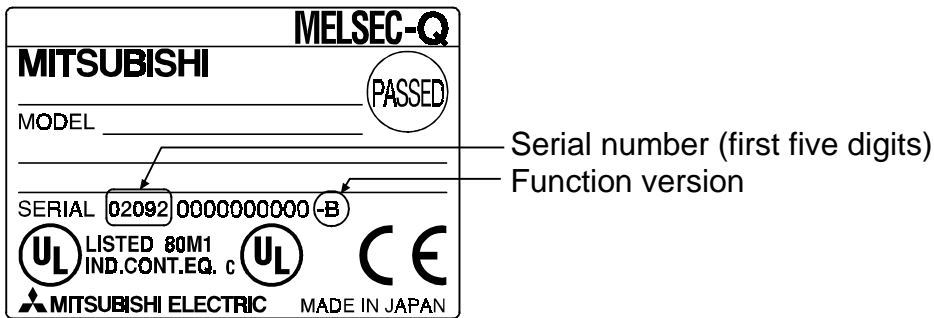 MELSEC-Q
MITSUBISHI
PASSED
MODEL
Serial number (first five digits)
Function version
SERIAL 02092 0000000000 -B
UL LISTED 80M1 IND.CONT.EQ. c UL CE
MITSUBISHI ELECTRIC MADE IN JAPAN